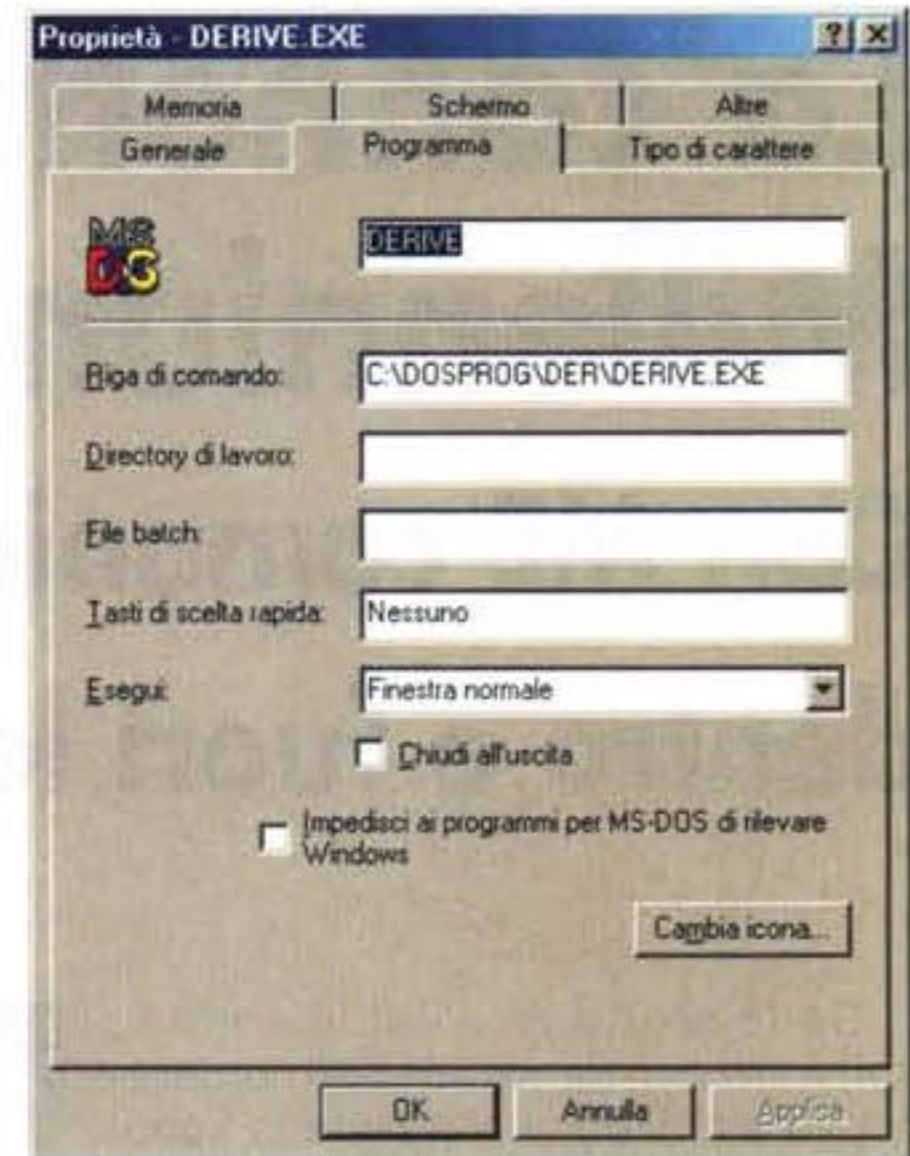 Proprietà - DERIVE.EXE
Memoria Schermo Altre
Generale Programma Tipo di carattere
MS
DOS
DERIVE
Riga di comando: C:\DOSPROG\DER\DERIVE.EXE
Directory di lavoro:
File batch:
Tasti di scelta rapida: Nessuno
Esegui: Finestra normale
Chiudi all'uscita
Impedisci ai programmi per MS-DOS di rilevare
Windows
Cambia icona...
OK Annulla Applica